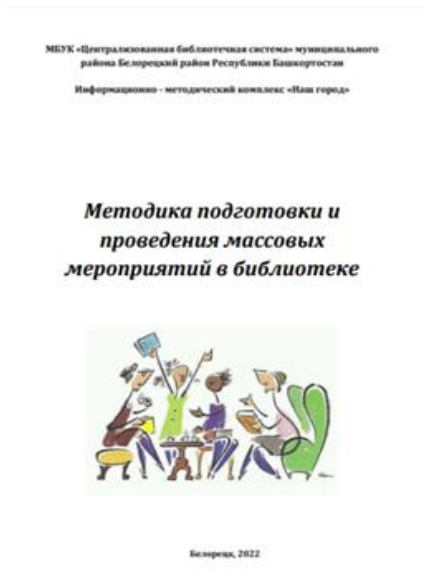 МБУК «Централизованная библиотечная система» муниципального
района Белорецкий район Республики Башкортостан
Информационно - методический комплекс «Наш город»
Методика подготовки и
проведения массовых
мероприятий в библиотеке
Белорецк, 2022